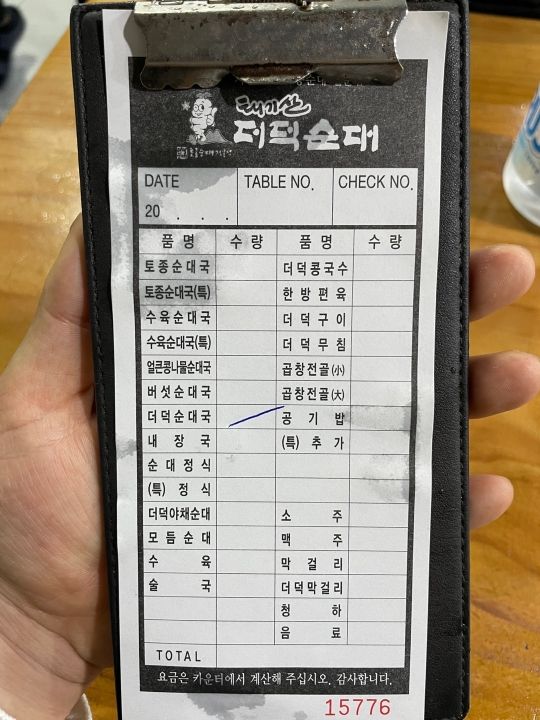 태기산
더덕순대
DATE TABLE NO. CHECK NO.
20 . . .
품 명 수 량 품 명 수 량
토종순대국 더덕콩국수
토종순대국(특) 한 방 편 육
수육순대국 더 덕 구 이
수육순대국(특) 더 덕 무 침
얼큰콩나물순대국 곱창전골(小)
버섯순대국 곱창전골(大)
더덕순대국 공 기 밥
내 장 국 (특) 추 가
순 대 정 식
(특) 정 식
더덕야채순대 소 주
모 듬 순 대 맥 주
수 육 막 걸 리
술 국 더덕막걸리
청 하
음 료
TOTAL
요금은 카운터에서 계산해 주십시오. 감사합니다.
15776